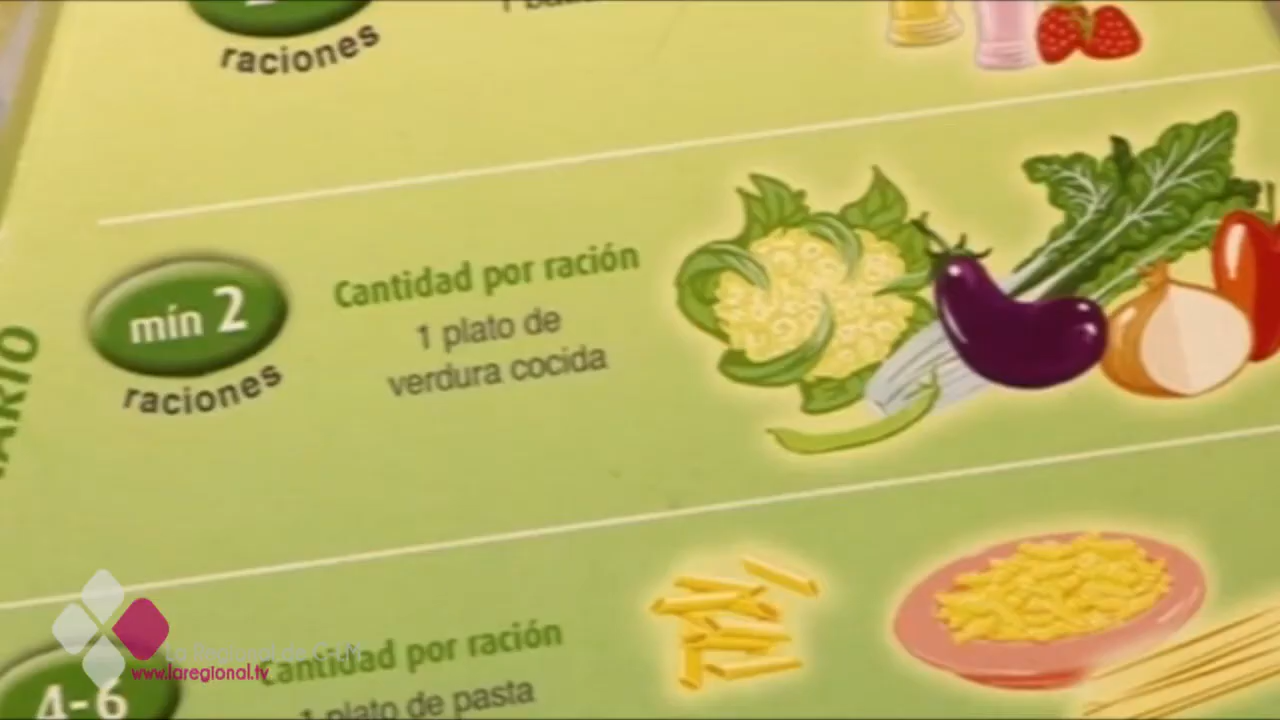 raciones
mín 2
raciones
Cantidad por ración
1 plato de
verdura cocida
4-6
Cantidad por ración
1 plato de pasta
www.laregional.tv